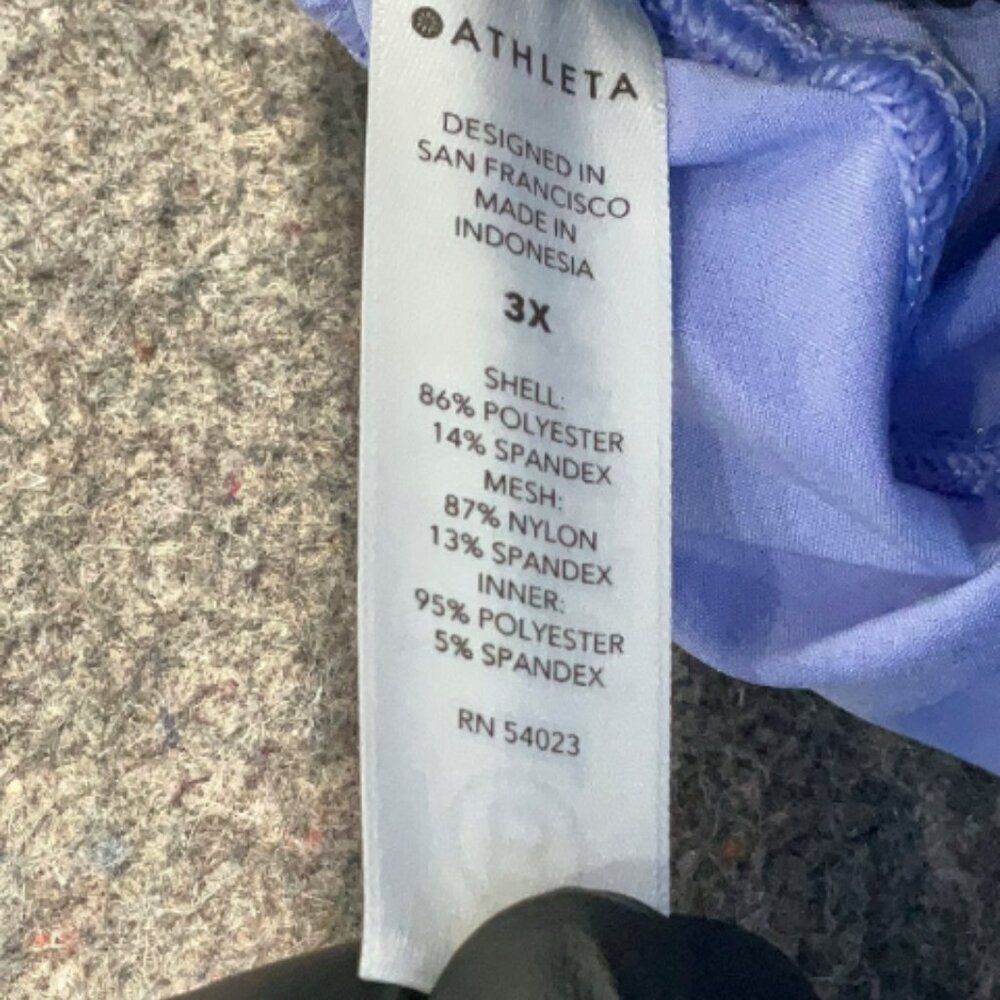 ATHLETA
DESIGNED IN
SAN FRANCISCO
MADE IN
INDONESIA
3X
SHELL:
86% POLYESTER
14% SPANDEX
MESH:
87% NYLON
13% SPANDEX
INNER:
95% POLYESTER
5% SPANDEX
RN 54023